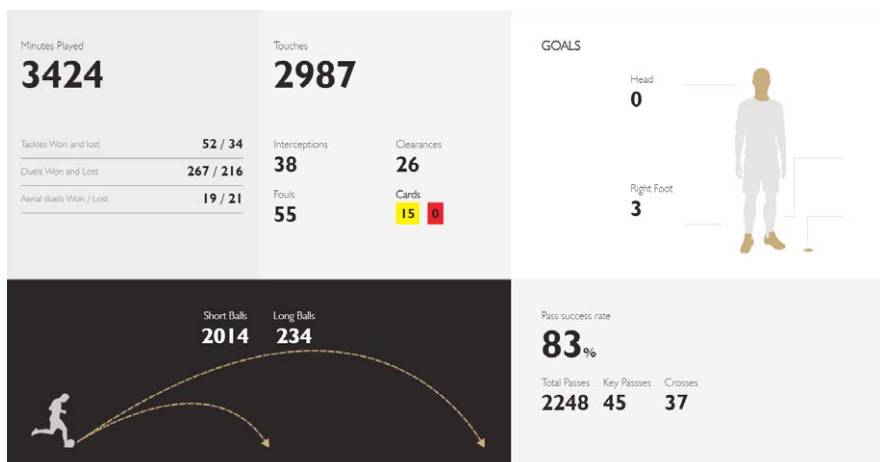 Minutes Played
3424
Tackles Won and lost 52 / 34
Duels Won and Lost 267 / 216
Aerial duels Won / Lost 19 / 21
Touches
2987
Interceptions Clearances
38 26
Fouls Cards
55 15 0
GOALS
Head
0
Right Foot
3
Short Balls Long Balls
2014 234
Pass success rate
83%
Total Passes Key Passses Crosses
2248 45 37